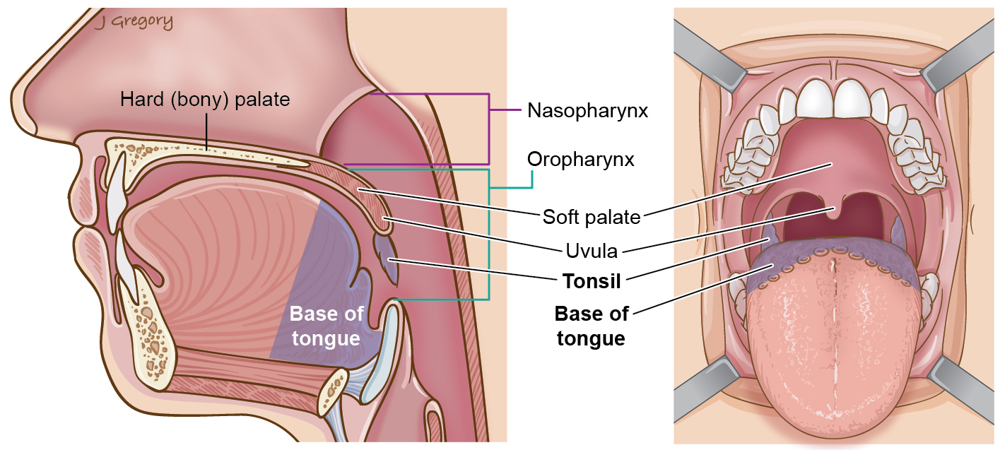 J Gregory
Hard (bony) palate
Nasopharynx
Oropharynx
Soft palate
Uvula
Tonsil
Base of
tongue
Base of
tongue